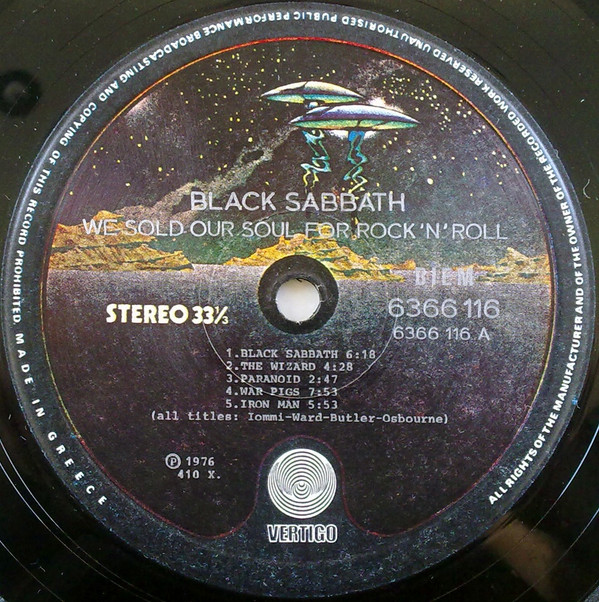 ALL RIGHTS OF THE MANUFACTURER AND OF THE OWNER OF THE RECORDED WORK RESERVED UNAUTHORISED PUBLIC PERFORMANCE BROADCASTING AND COPYING OF THIS RECORD PROHIBITED MADE IN GREECE
BLACK SABBATH
WE SOLD OUR SOUL FOR ROCK 'N' ROLL
BIEM
STEREO 33⅓
6366 116
6366 116 A
1.BLACK SABBATH 6:18
2.THE WIZARD 4:28
3.PARANOID 2:47
4.WAR PIGS 7:53
5.IRON MAN 5:53
(all titles: Iommi-Ward-Butler-Osbourne)
℗ 1976
410 X.
VERTIGO